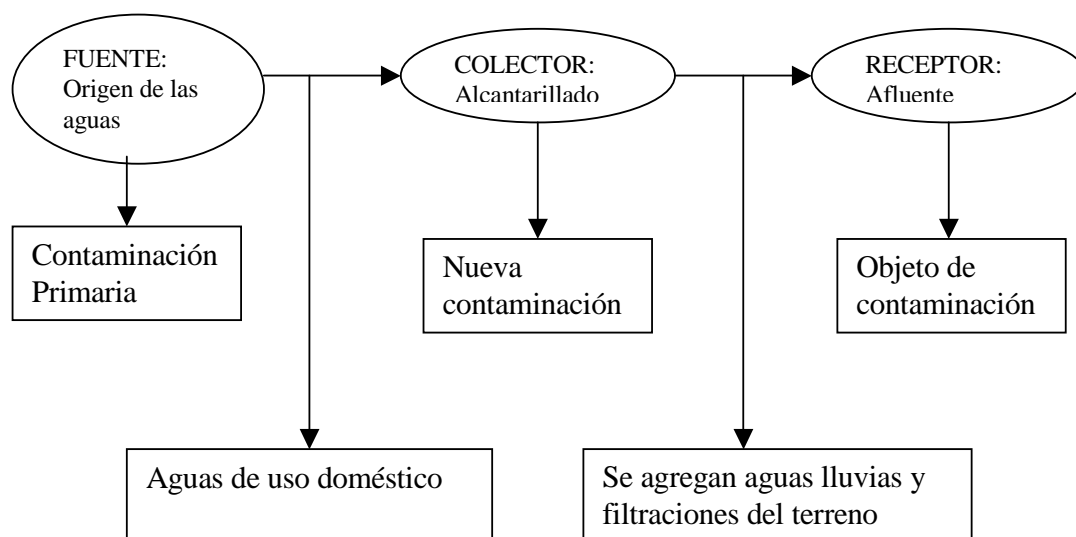 FUENTE:
Origen de las
aguas
COLECTOR:
Alcantarillado
RECEPTOR:
Afluente
Contaminación
Primaria
Nueva
contaminación
Objeto de
contaminación
Aguas de uso doméstico
Se agregan aguas lluvias y
filtraciones del terreno